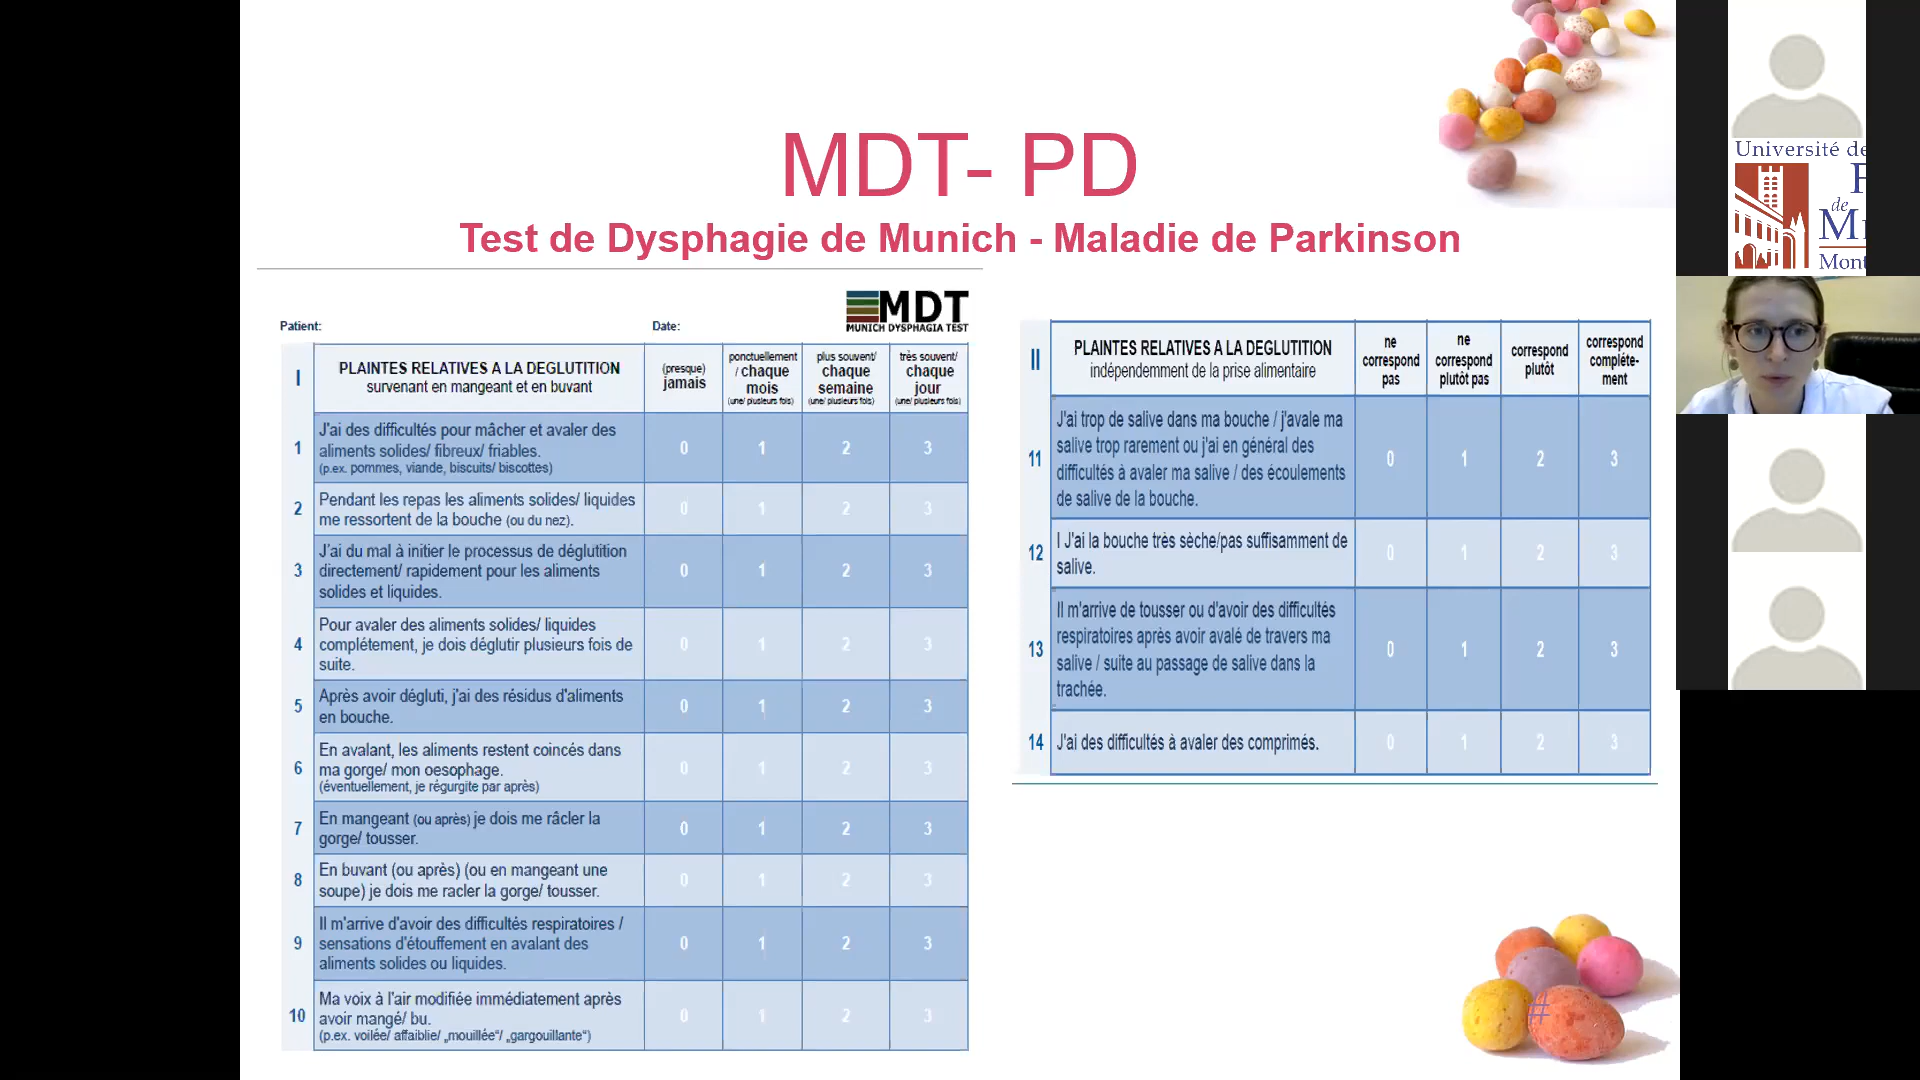 MDT- PD
Test de Dysphagie de Munich - Maladie de Parkinson
Patient:
Date:
MDT
MUNICH DYSPHAGIA TEST
I
PLAINTES RELATIVES A LA DEGLUTITION
survenant en mangeant et en buvant
(presque)
jamais
ponctuellement
/ chaque
mois
(une/ plusieurs fois)
plus souvent/
chaque
semaine
(une/ plusieurs fois)
très souvent/
chaque
jour
(une/ plusieurs fois)
1
J'ai des difficultés pour mâcher et avaler des
aliments solides/ fibreux/ friables.
(p.ex. pommes, viande, biscuits/ biscottes)
0 1 2 3
2
Pendant les repas les aliments solides/ liquides
me ressortent de la bouche (ou du nez).
0 1 2 3
3
J'ai du mal à initier le processus de déglutition
directement/ rapidement pour les aliments
solides et liquides.
0 1 2 3
4
Pour avaler des aliments solides/ liquides
complétement, je dois déglutir plusieurs fois de
suite.
0 1 2 3
5
Après avoir dégluti, j'ai des résidus d'aliments
en bouche.
0 1 2 3
6
En avalant, les aliments restent coincés dans
ma gorge/ mon oesophage.
(éventuellement, je régurgite par après)
0 1 2 3
7
En mangeant (ou après) je dois me râcler la
gorge/ tousser.
0 1 2 3
8
En buvant (ou après) (ou en mangeant une
soupe) je dois me racler la gorge/ tousser.
0 1 2 3
9
Il m'arrive d'avoir des difficultés respiratoires /
sensations d'étouffement en avalant des
aliments solides ou liquides.
0 1 2 3
10
Ma voix à l'air modifiée immédiatement après
avoir mangé/ bu.
(p.ex. voilée/ affaiblie/ „mouillée“/ „gargouillante“)
0 1 2 3
II
PLAINTES RELATIVES A LA DEGLUTITION
indépendemment de la prise alimentaire
ne
correspond
pas
ne
correspond
plutôt pas
correspond
plutôt
correspond
compléte-
ment
11
J'ai trop de salive dans ma bouche / j'avale ma
salive trop rarement ou j'ai en général des
difficultés à avaler ma salive / des écoulements
de salive de la bouche.
0 1 2 3
12
I J'ai la bouche très sèche/pas suffisamment de
salive.
0 1 2 3
13
Il m'arrive de tousser ou d'avoir des difficultés
respiratoires après avoir avalé de travers ma
salive / suite au passage de salive dans la
trachée.
0 1 2 3
14
J'ai des difficultés à avaler des comprimés.
0 1 2 3
#
Université de
de
Mont